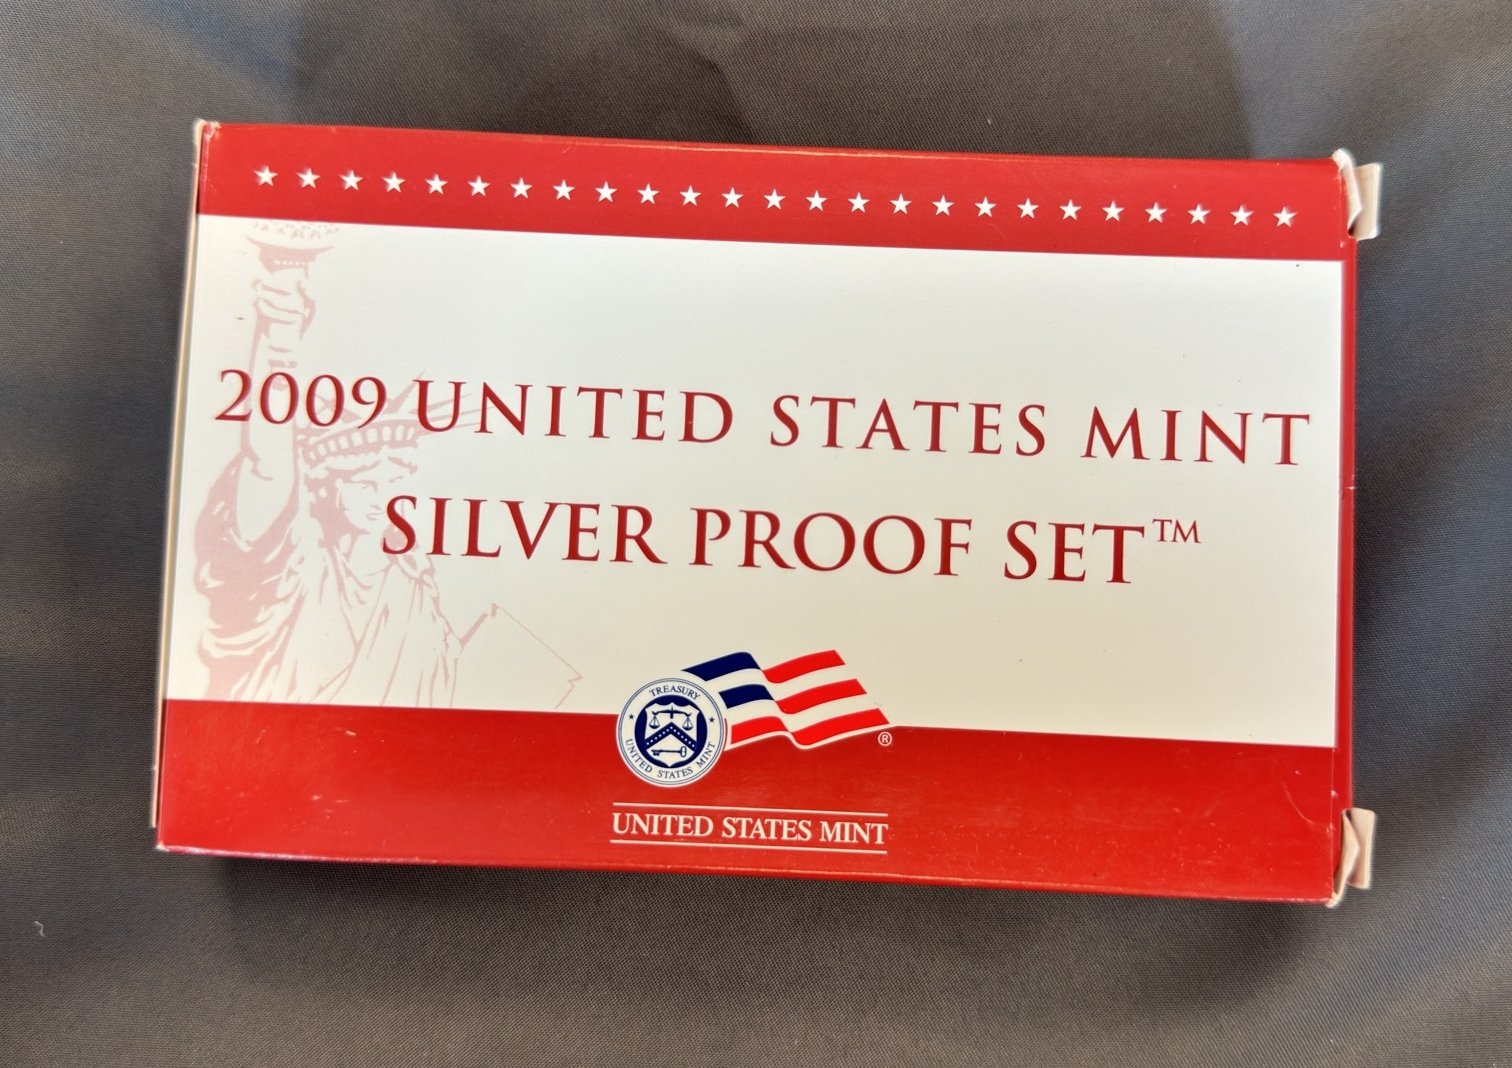 2009 UNITED STATES MINT
SILVER PROOF SET™
TREASURY
UNITED STATES MINT
®
UNITED STATES MINT